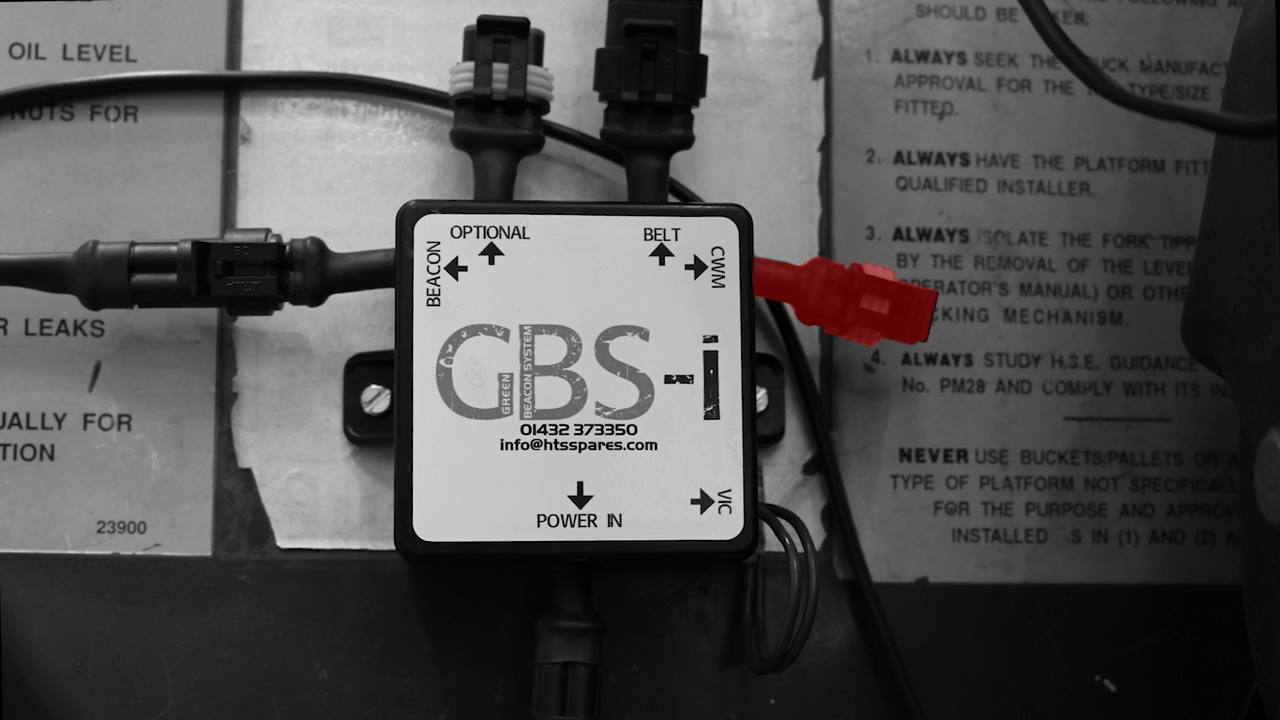 OIL LEVEL
NUTS FOR
LEAKS
FOR
23900
OPTIONAL
BELT
BEACON
CWM
GBS-i
GREEN
BEACON SYSTEM
01432 373350
info@htsspares.com
VIC
POWER IN
SHOULD BE
1. ALWAYS SEEK THE
APPROVAL FOR THE TYPE/SIZE
FITTED.
2. ALWAYS HAVE THE PLATFORM
QUALIFIED INSTALLER.
3. ALWAYS ISOLATE THE FORK
BY THE REMOVAL OF THE
MANUAL) OR
MECHANISM.
4. ALWAYS STUDY H.S.E. GUIDANCE
No. PM28 AND COMPLY WITH ITS
NEVER USE BUCKETS/PALLETS OR
TYPE OF PLATFORM NOT
FOR THE PURPOSE AND
INSTALLED IN (1) AND (2)